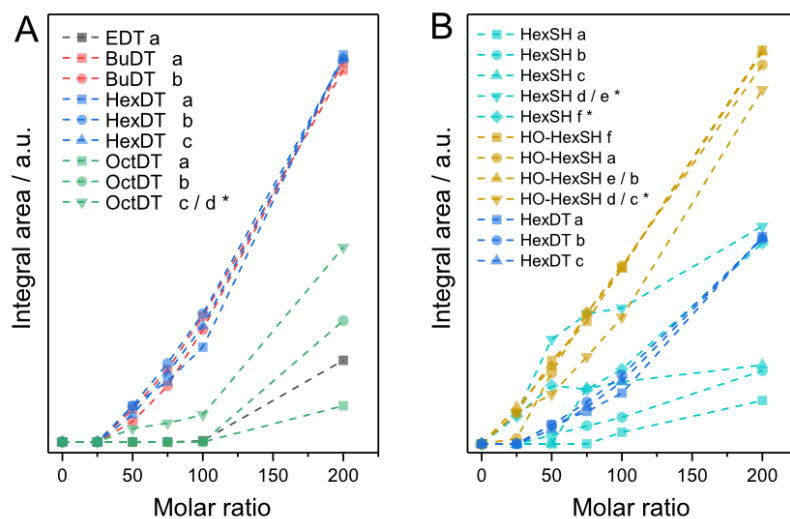 A
EDT a
BuDT a
BuDT b
HexDT a
HexDT b
HexDT c
OctDT a
OctDT b
OctDT c / d *
Integral area / a.u.
0 50 100 150 200
Molar ratio
B
HexSH a
HexSH b
HexSH c
HexSH d / e *
HexSH f *
HO-HexSH f
HO-HexSH a
HO-HexSH e / b
HO-HexSH d / c *
HexDT a
HexDT b
HexDT c
Integral area / a.u.
0 50 100 150 200
Molar ratio